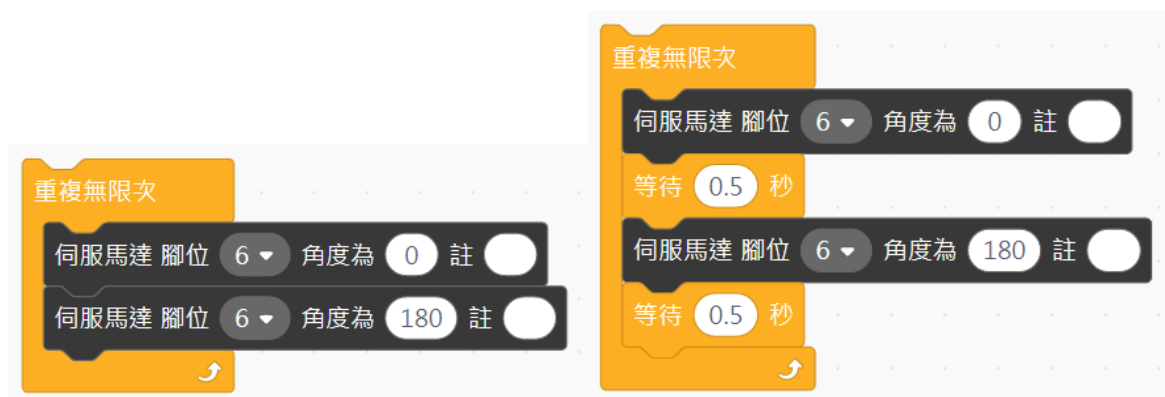 重複無限次
伺服馬達 腳位 6 角度為 0 註
伺服馬達 腳位 6 角度為 180 註
重複無限次
伺服馬達 腳位 6 角度為 0 註
等待 0.5 秒
伺服馬達 腳位 6 角度為 180 註
等待 0.5 秒